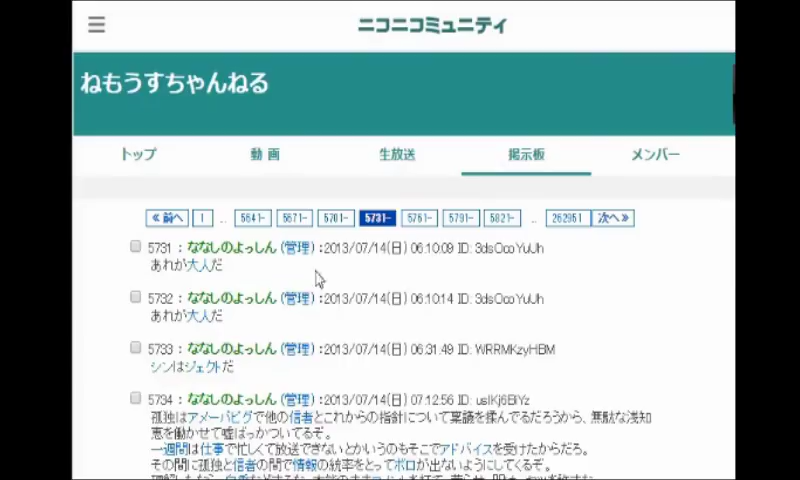 ニコニコミュニティ
ねもうすちゃんねる
トップ 動画 生放送 掲示板 メンバー
≪前へ 1 .. 5641- 5671- 5701- 5731- 5761- 5791- 5821- .. 262951 次へ≫
5731 : ななしのよっしん (管理) :2013/07/14(日) 06:10:09 ID: 3dsOcoYuUh
あれが大人だ
5732 : ななしのよっしん (管理) :2013/07/14(日) 06:10:14 ID: 3dsOcoYuUh
あれが大人だ
5733 : ななしのよっしん (管理) :2013/07/14(日) 06:31:49 ID: WRRMKzyHBM
シンはジェクトだ
5734 : ななしのよっしん (管理) :2013/07/14(日) 07:12:56 ID: uslKj6BlYz
孤独はアメーバピグで他の信者とこれからの指針について稟議を揉んでるだろうから、無駄な浅知
恵を働かせて嘘ばっかついてるぞ。
一週間は仕事で忙しくて放送できないとかいうのもそこでアドバイスを受けたからだろ。
その間に孤独と信者の間で情報の統率をとってボロが出ないようにしてくるぞ。